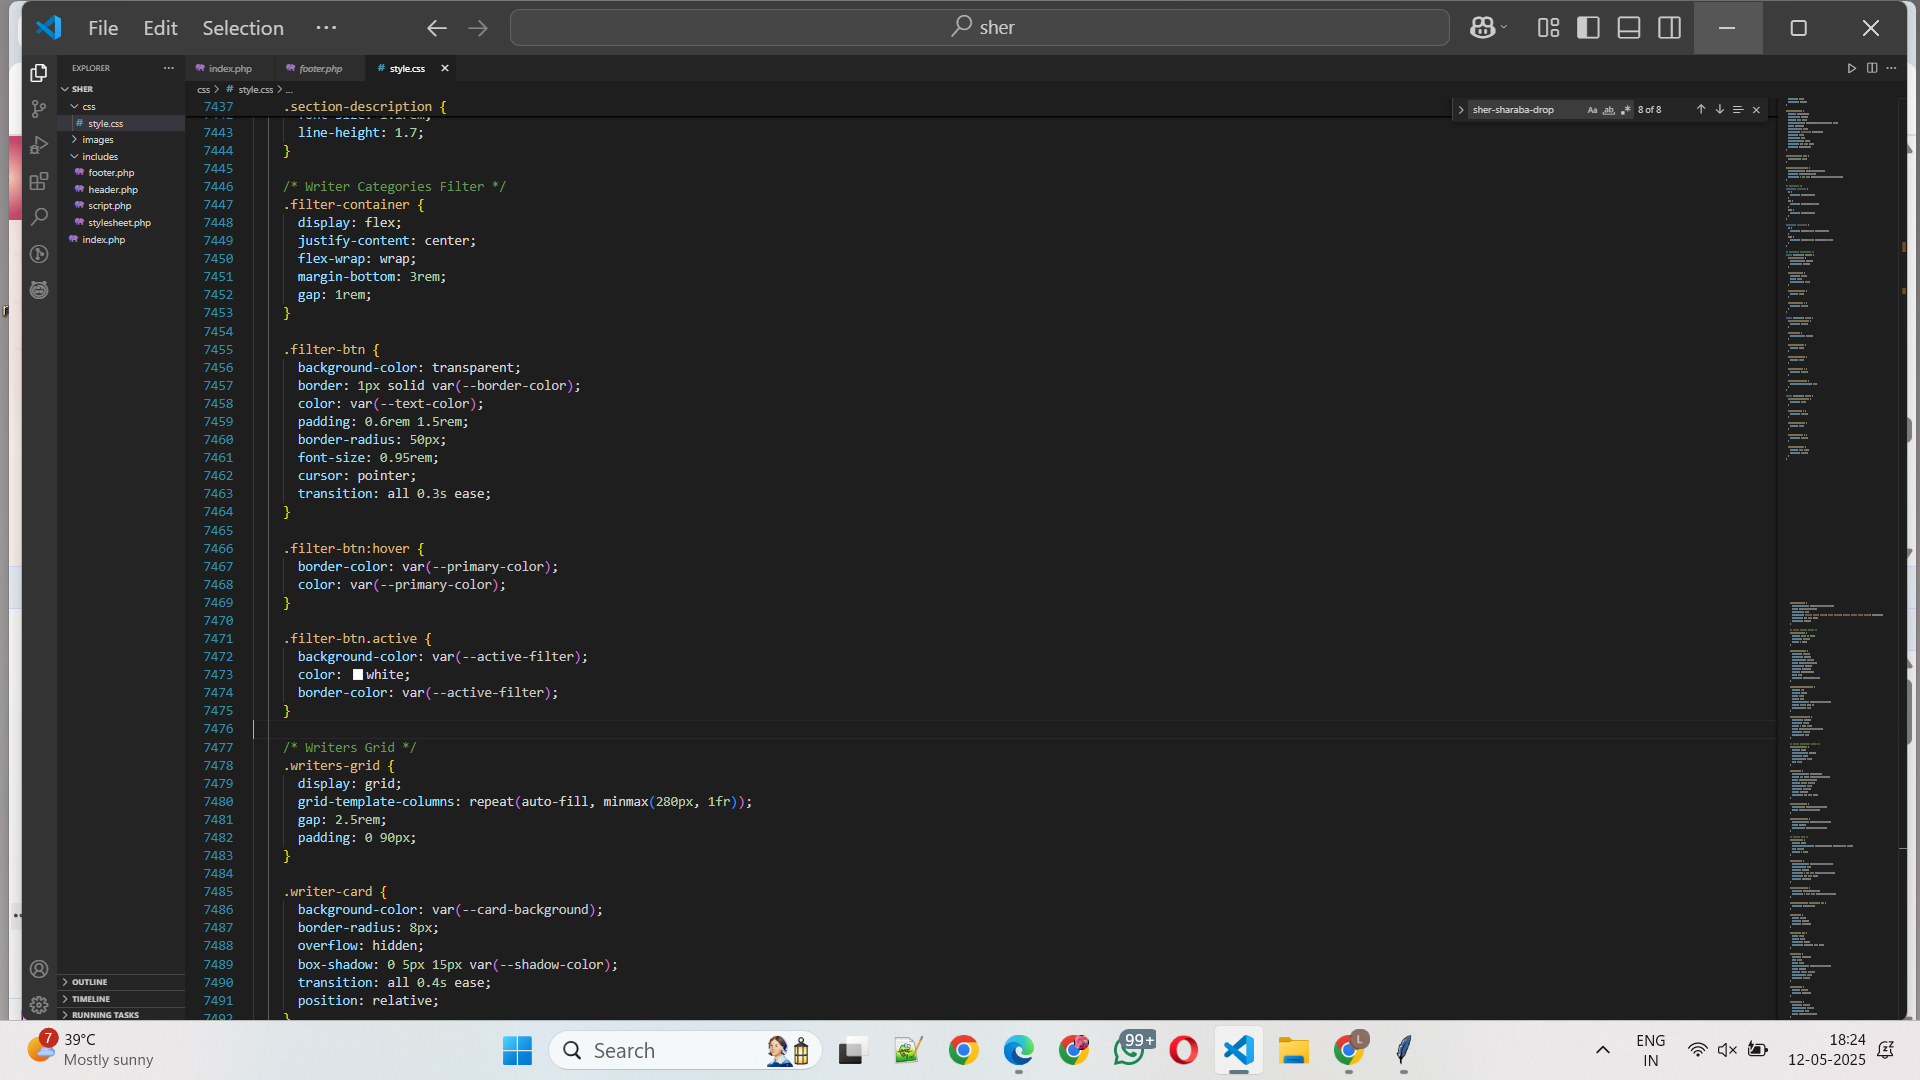 File Edit Selection ···
sher
EXPLORER ···
SHER
css
# style.css
images
includes
footer.php
header.php
script.php
stylesheet.php
index.php
OUTLINE
TIMELINE
RUNNING TASKS
index.php footer.php # style.css
css > # style.css > ...
sher-sharaba-drop Aa ab 8 of 8
7437 .section-description {
7443 line-height: 1.7;
7444 }
7445
7446 /* Writer Categories Filter */
7447 .filter-container {
7448 display: flex;
7449 justify-content: center;
7450 flex-wrap: wrap;
7451 margin-bottom: 3rem;
7452 gap: 1rem;
7453 }
7454
7455 .filter-btn {
7456 background-color: transparent;
7457 border: 1px solid var(--border-color);
7458 color: var(--text-color);
7459 padding: 0.6rem 1.5rem;
7460 border-radius: 50px;
7461 font-size: 0.95rem;
7462 cursor: pointer;
7463 transition: all 0.3s ease;
7464 }
7465
7466 .filter-btn:hover {
7467 border-color: var(--primary-color);
7468 color: var(--primary-color);
7469 }
7470
7471 .filter-btn.active {
7472 background-color: var(--active-filter);
7473 color: white;
7474 border-color: var(--active-filter);
7475 }
7476
7477 /* Writers Grid */
7478 .writers-grid {
7479 display: grid;
7480 grid-template-columns: repeat(auto-fill, minmax(280px, 1fr));
7481 gap: 2.5rem;
7482 padding: 0 90px;
7483 }
7484
7485 .writer-card {
7486 background-color: var(--card-background);
7487 border-radius: 8px;
7488 overflow: hidden;
7489 box-shadow: 0 5px 15px var(--shadow-color);
7490 transition: all 0.4s ease;
7491 position: relative;
7492 }
7
39°C
Mostly sunny
Search
99+
L
ENG
IN
18:24
12-05-2025